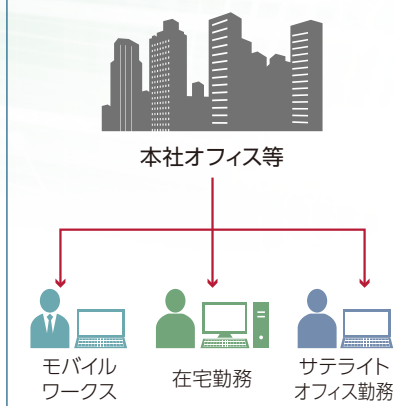 本社オフィス等
モバイル
ワークス
在宅勤務
サテライト
オフィス勤務